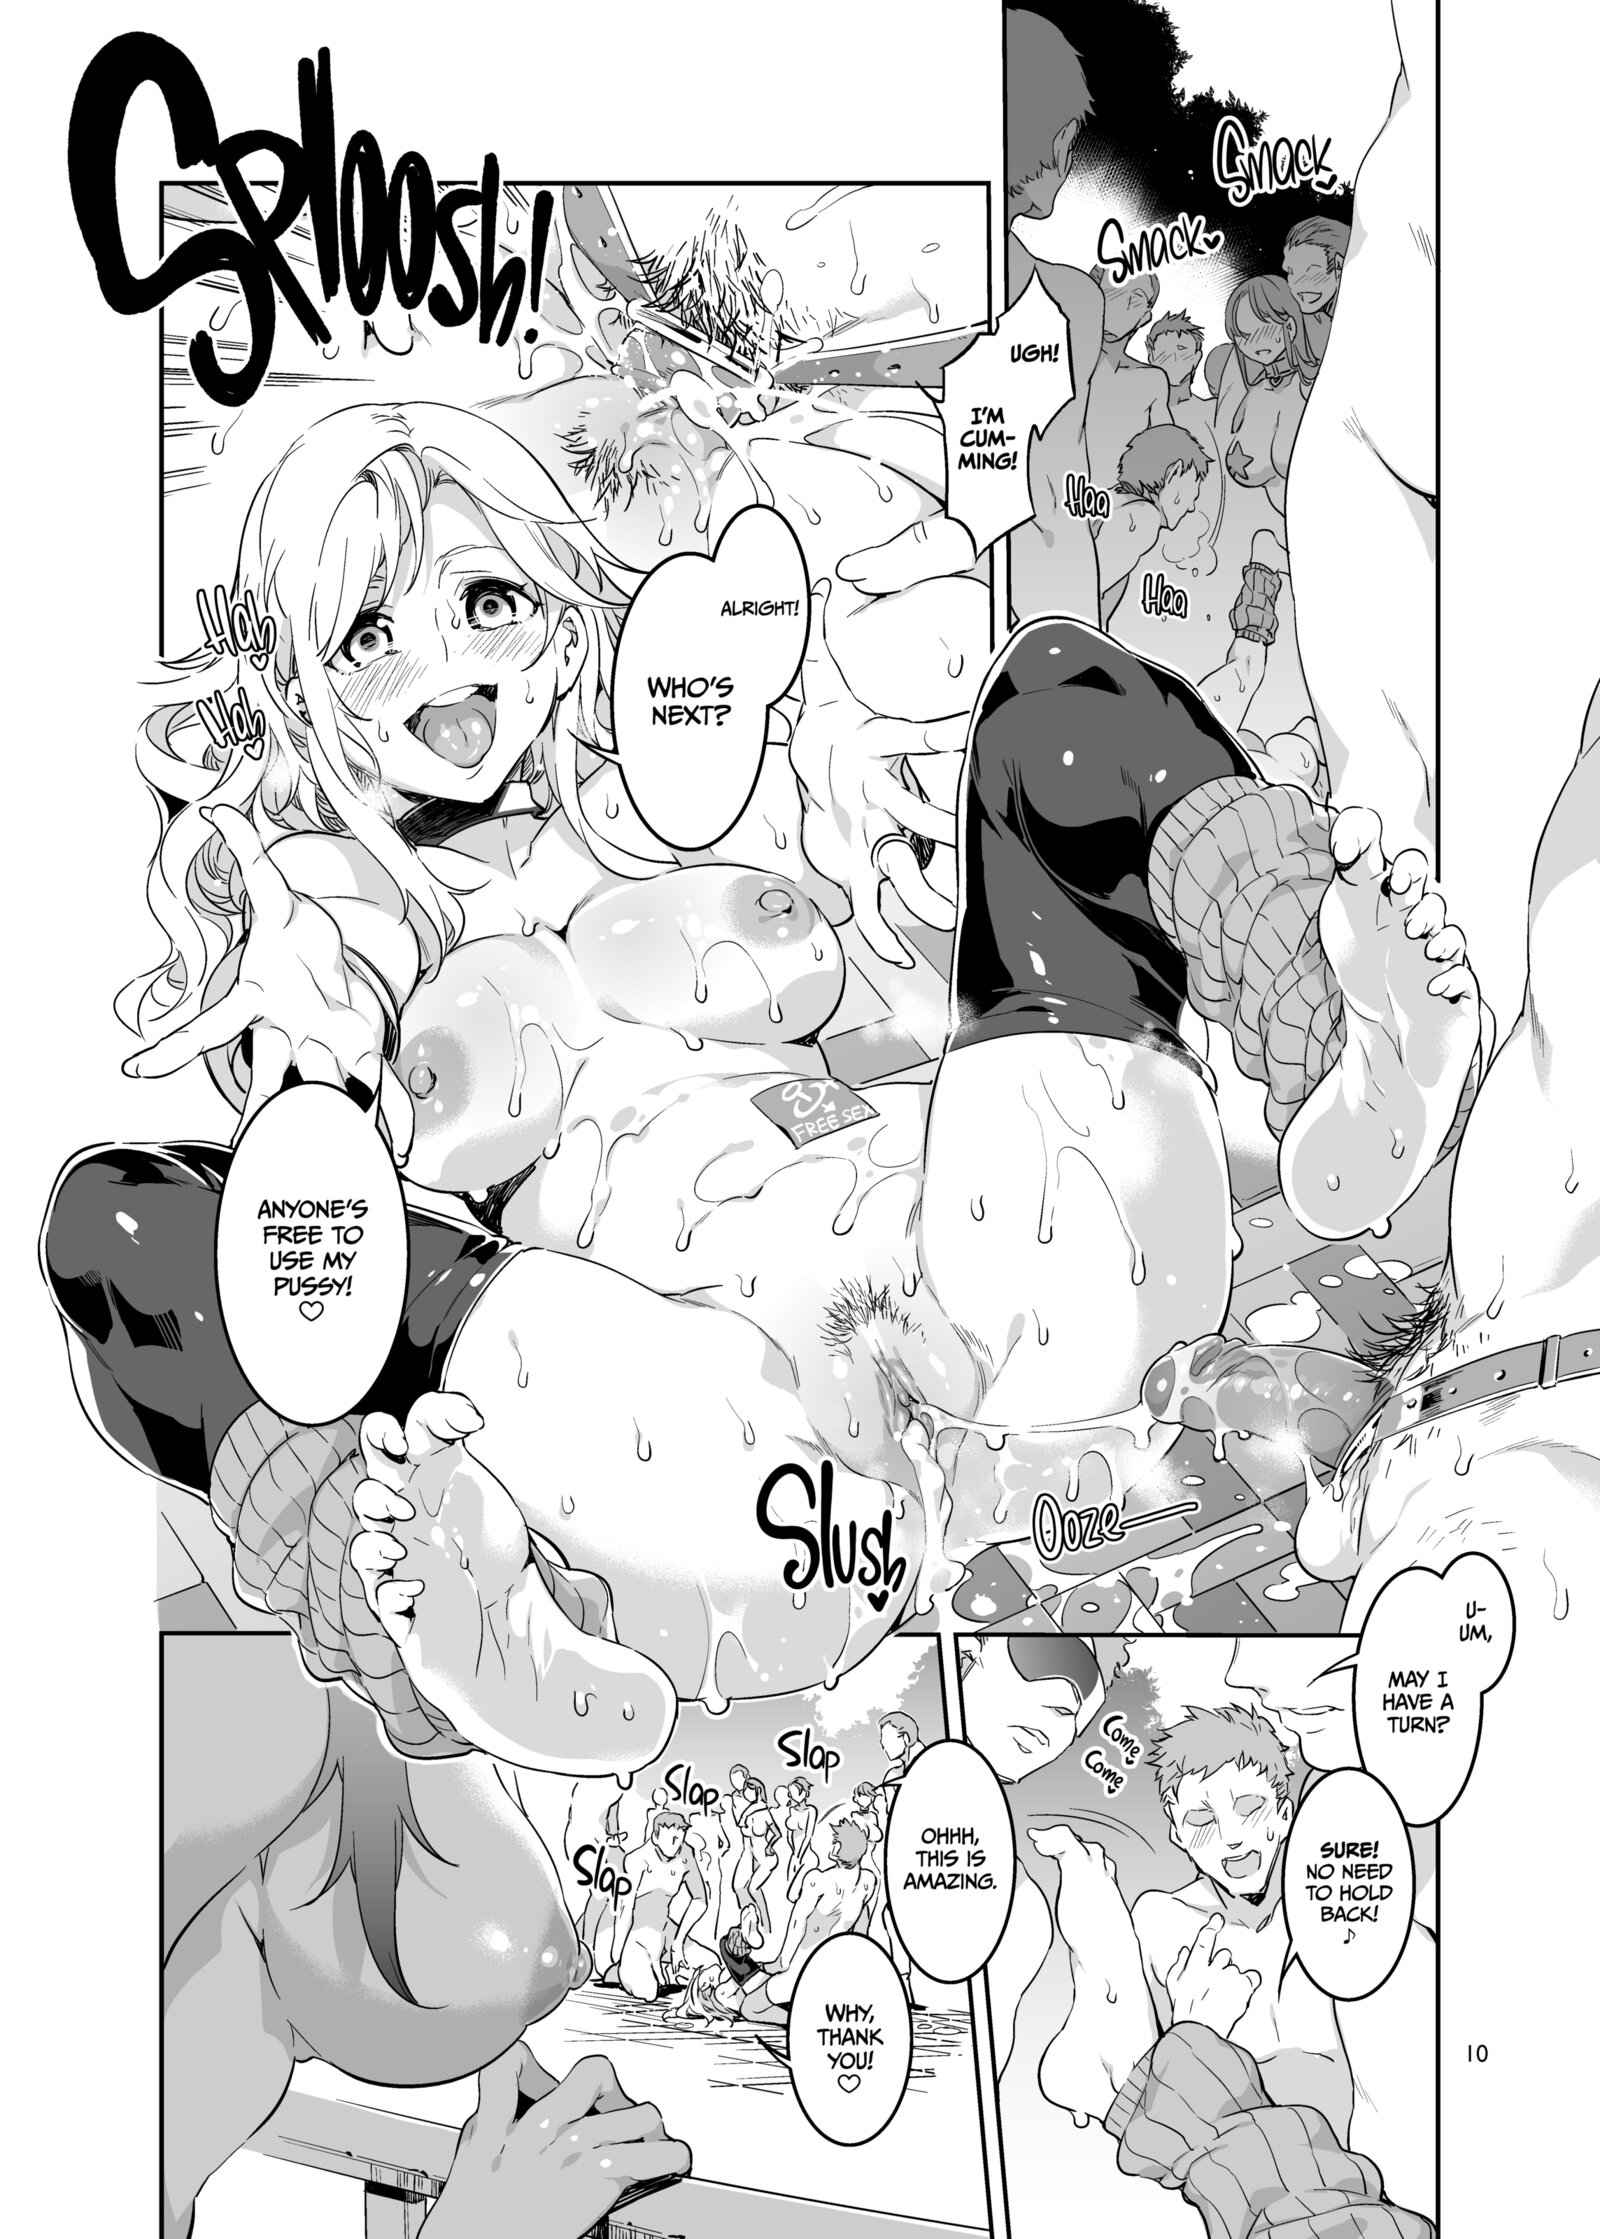 Smack
Smack
UGH!
I'M
CUM-
MING!
Haa
Haa
Sploosh!
ALRIGHT!
WHO'S
NEXT?
Hah
Hah
FREE SEX
ANYONE'S
FREE TO
USE MY
PUSSY!
♡
Slush
Ooze
U-
UM,
MAY I
HAVE A
TURN?
Come
Come
SURE!
NO NEED
TO HOLD
BACK!
♪
Slap
Slap
Slap
OHHH,
THIS IS
AMAZING.
WHY,
THANK
YOU!
♡
10